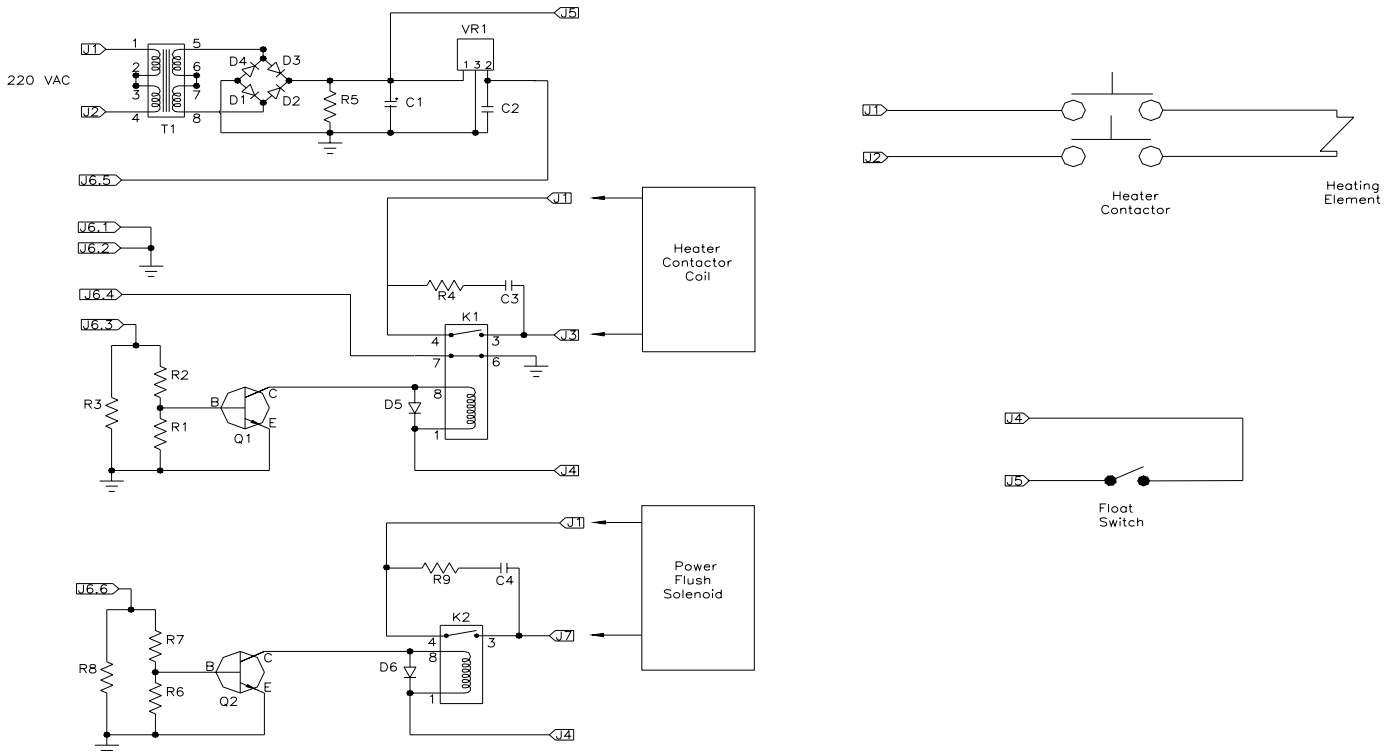 J5
VR1
1 3 2
J1
1
5
D4
D3
220 VAC
2
6
3
7
D1
D2
R5
C1
C2
J2
4
8
T1
J6.5
J1
J6.1
J6.2
Heater
Contactor
Coil
J6.4
R4
C3
J6.3
K1
4
3
J3
7
6
R2
R3
B
C
8
D5
R1
E
Q1
1
J4
J1
R9
C4
Power
Flush
Solenoid
J6.6
K2
4
3
J7
R7
C
8
R8
B
D6
R6
E
Q2
1
J4
J1
J2
Heater
Contactor
Heating
Element
J4
J5
Float
Switch